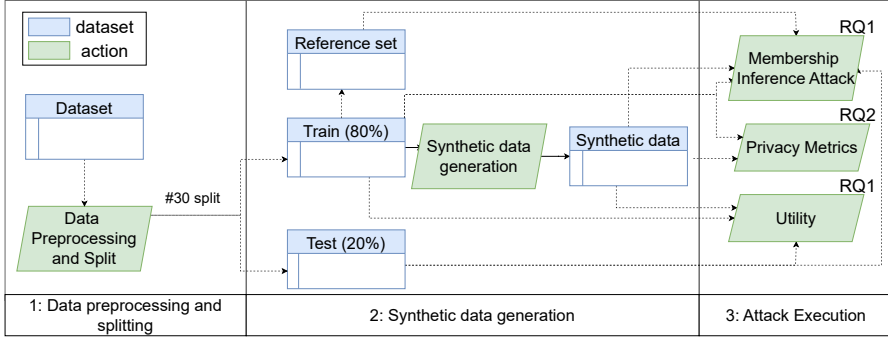 dataset
action
Dataset
Data
Preprocessing
and Split
#30 split
Reference set
Train (80%)
Synthetic data
generation
Synthetic data
Test (20%)
RQ1
Membership
Inference Attack
RQ2
Privacy Metrics
RQ1
Utility
1: Data preprocessing and
splitting
2: Synthetic data generation
3: Attack Execution